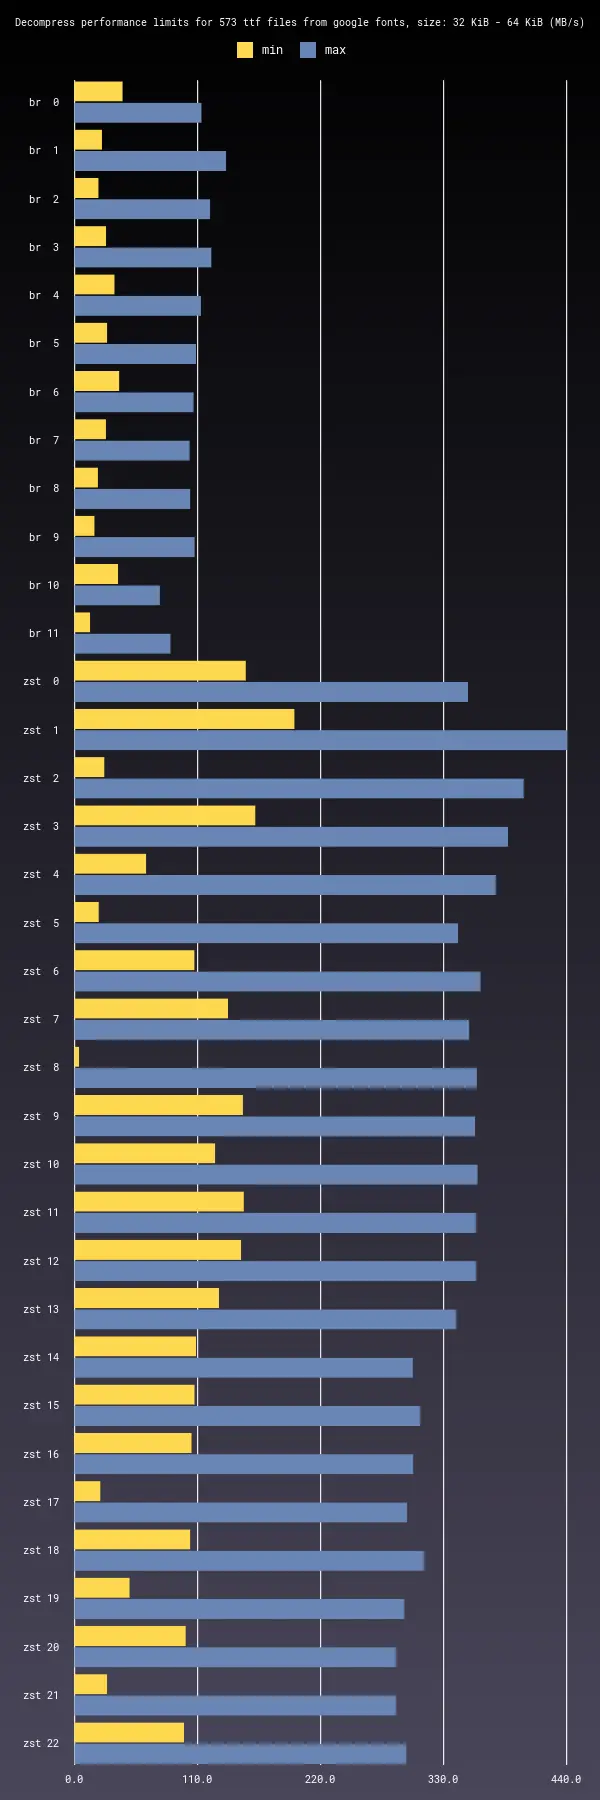 Decompress performance limits for 573 ttf files from google fonts, size: 32 KiB - 64 KiB (MB/s)
min max
br 0
br 1
br 2
br 3
br 4
br 5
br 6
br 7
br 8
br 9
br 10
br 11
zst 0
zst 1
zst 2
zst 3
zst 4
zst 5
zst 6
zst 7
zst 8
zst 9
zst 10
zst 11
zst 12
zst 13
zst 14
zst 15
zst 16
zst 17
zst 18
zst 19
zst 20
zst 21
zst 22
0.0 110.0 220.0 330.0 440.0